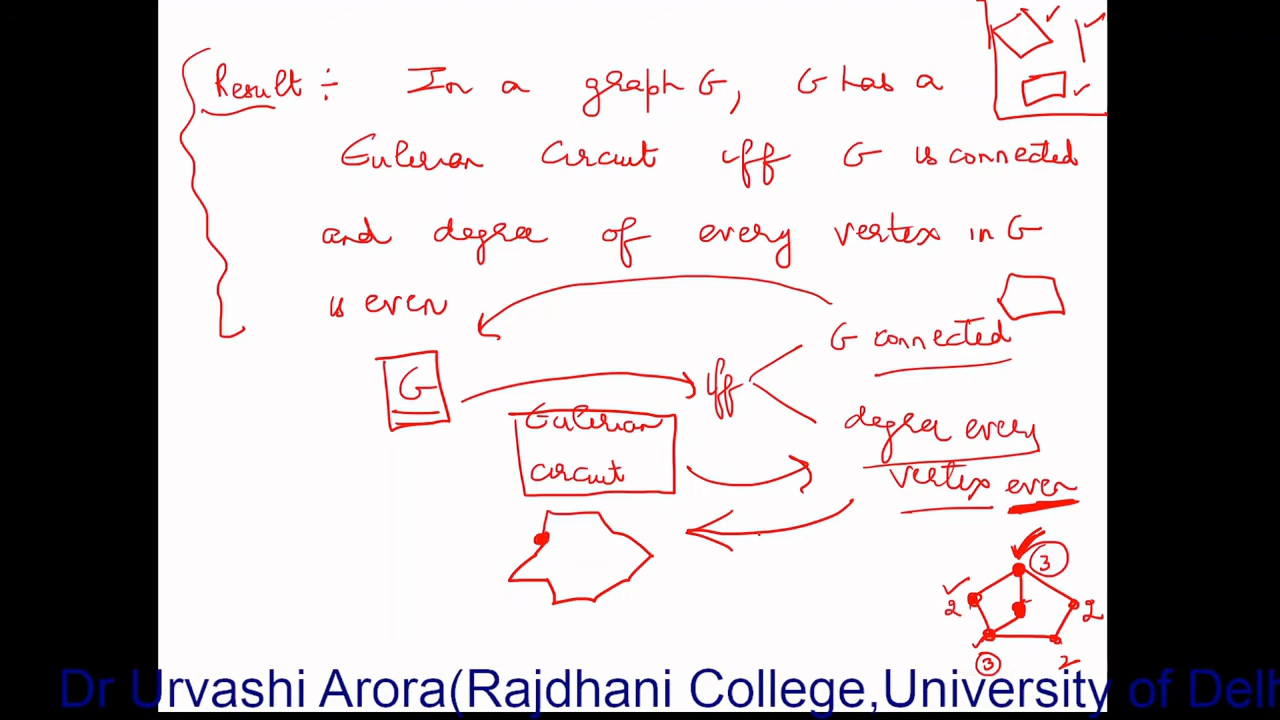 Result ÷ In a graph G, G has a
Eulerian Circuit iff G is connected
and degree of every vertex in G
is even
G iff G connected
Eulerian
circuit
degree every
vertex even
3
2 2
3 2
Dr Urvashi Arora(Rajdhani College,University of Delh